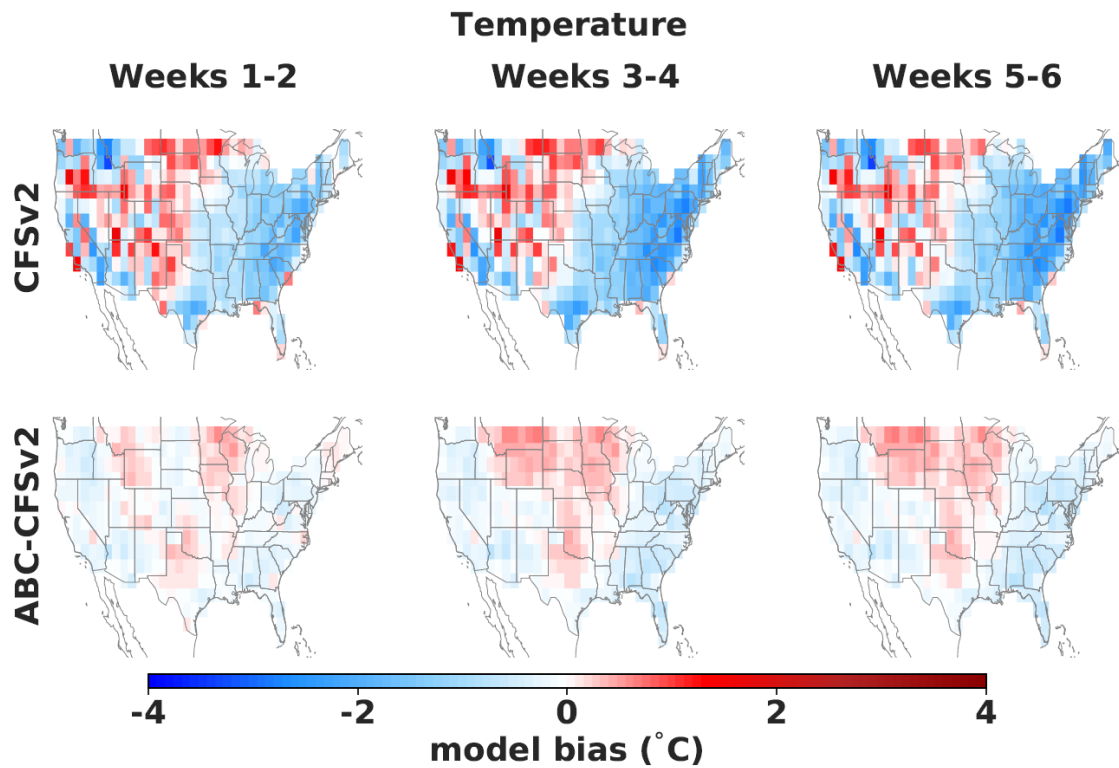 Temperature
Weeks 1-2
Weeks 3-4
Weeks 5-6
CFSv2
ABC-CFSv2
-4
-2
0
2
4
model bias (˚C)